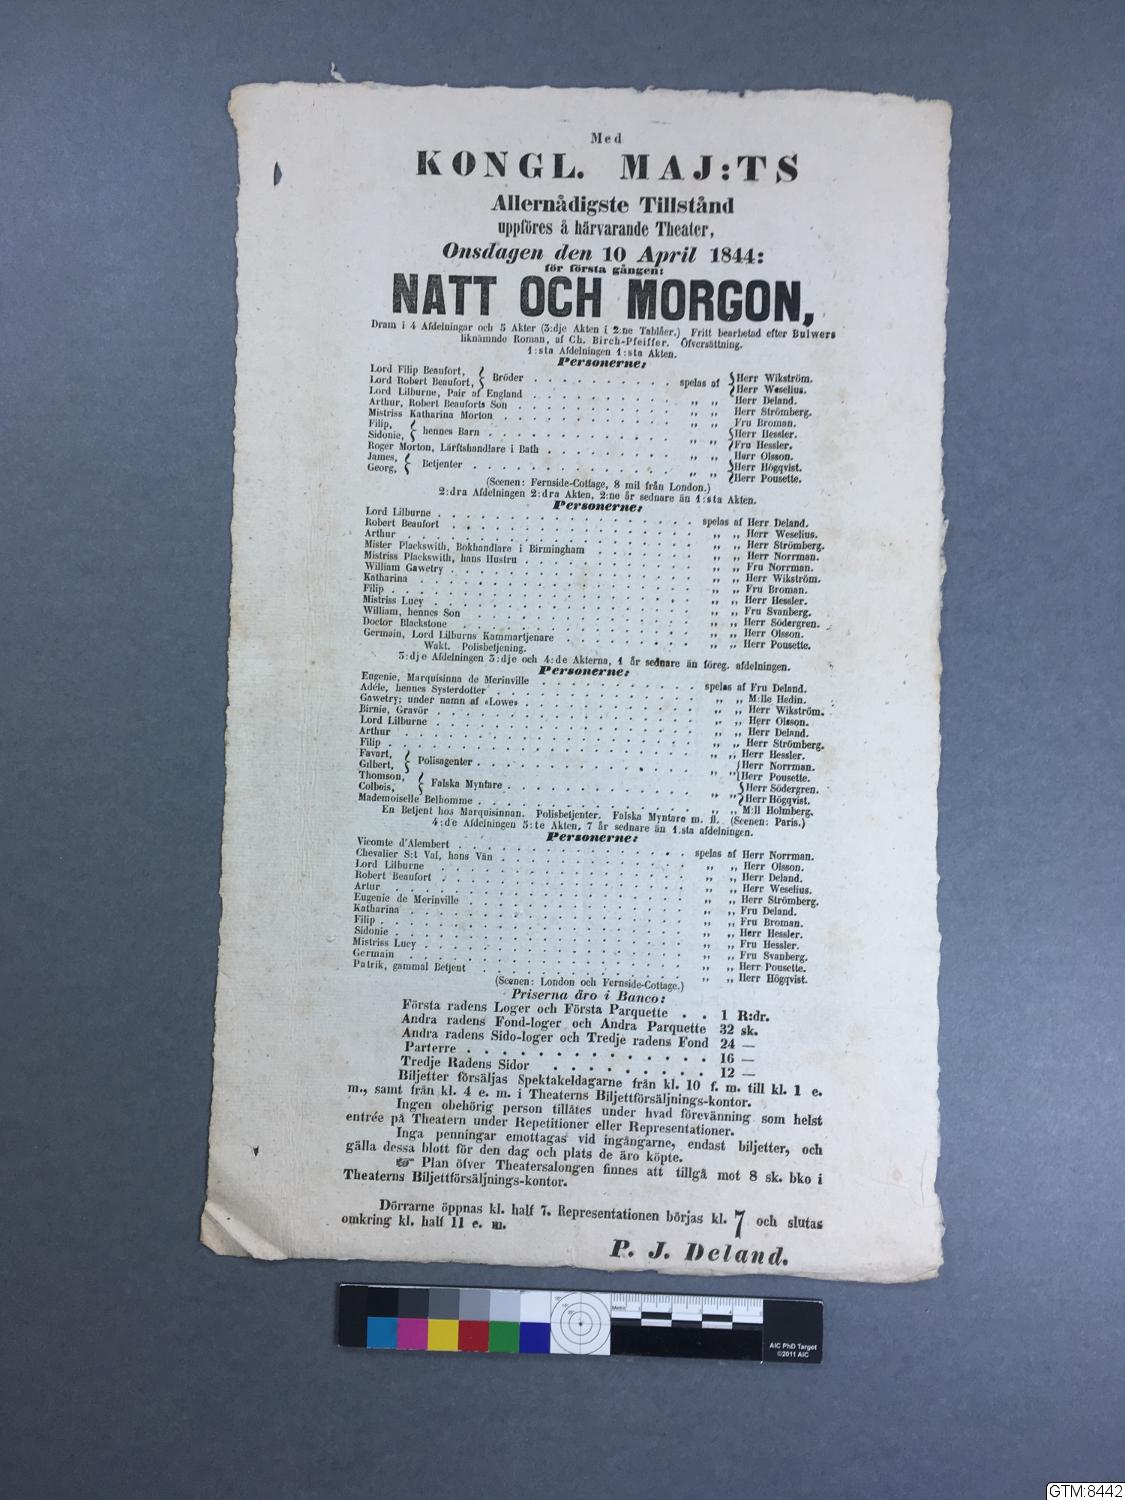 Med
KONGL. MAJ:TS
Allernådigste Tillstånd
uppföres å härvarande Theater,
Onsdagen den 10 April 1844:
för första gången:
NATT OCH MORGON,
Dram i 4 Afdelningar och 5 Akter (3:dje Akten i 2:ne Tablåer.) Fritt bearbetad efter Bulwers
liknämnde Roman, af Ch. Birch-Pfeiffer. Öfversättning.
1:sta Afdelningen 1:sta Akten.
Personerne:
Lord Filip Beaufort, } Bröder . . . . . . . . . . spelas af { Herr Wikström.
Lord Robert Beaufort, { Herr Weselius.
Lord Lilburne, Pair af England . . . . . . . . . . „ „ Herr Deland.
Arthur, Robert Beauforts Son . . . . . . . . . . „ „ Herr Strömberg.
Mistriss Katharina Morton . . . . . . . . . . „ „ Fru Broman.
Filip, } hennes Barn . . . . . . . . . . „ „ { Herr Hessler.
Sidonie, { Fru Hessler.
Roger Morton, Lärftshandlare i Bath . . . . . . . . „ „ Herr Olsson.
James, } Betjenter . . . . . . . . . . „ „ { Herr Högqvist.
Georg, { Herr Pousette.
(Scenen: Fernside-Cottage, 8 mil från London.)
2:dra Afdelningen 2:dra Akten, 2:ne år sednare än 1:sta Akten.
Personerne:
Lord Lilburne . . . . . . . . . . spelas af Herr Deland.
Robert Beaufort . . . . . . . . . . „ „ Herr Weselius.
Arthur . . . . . . . . . . „ „ Herr Strömberg.
Mister Plackswith, Bokhandlare i Birmingham . . . . . . „ „ Herr Norrman.
Mistriss Plackswith, hans Hustru . . . . . . . . „ „ Fru Norrman.
William Gawetry . . . . . . . . . . „ „ Herr Wikström.
Katharina . . . . . . . . . . „ „ Fru Broman.
Filip . . . . . . . . . . „ „ Herr Hessler.
Mistriss Lucy . . . . . . . . . . „ „ Fru Svanberg.
William, hennes Son . . . . . . . . . . „ „ Herr Södergren.
Doctor Blackstone . . . . . . . . . . „ „ Herr Olsson.
Germain, Lord Lilburns Kammartjenare . . . . . . . . „ „ Herr Pousette.
Wakt. Polisbetjening.
3:dje Afdelningen 3:dje och 4:de Akterna, 1 år sednare än föreg. afdelningen.
Personerne:
Eugenie, Marquisinna de Merinville . . . . . . . . spelas af Fru Deland.
Adéle, hennes Systerdotter . . . . . . . . . . „ „ M:lle Hedin.
Gawetry; under namn af «Lowe» . . . . . . . . „ „ Herr Wikström.
Birnie, Gravör . . . . . . . . . . „ „ Herr Olsson.
Lord Lilburne . . . . . . . . . . „ „ Herr Deland.
Arthur . . . . . . . . . . „ „ Herr Strömberg.
Filip . . . . . . . . . . „ „ Herr Hessler.
Favart, } Polisagenter . . . . . . . . . . „ „ { Herr Norrman.
Gilbert, { Herr Pousette.
Thomson, } Falska Myntare . . . . . . . . . . „ „ { Herr Södergren.
Colbois, { Herr Högqvist.
Mademoiselle Belhomme . . . . . . . . . . „ „ M:ll Holmberg.
En Betjent hos Marquisinnan. Polisbetjenter. Falska Myntare m. fl. (Scenen: Paris.)
4:de Afdelningen 5:te Akten, 7 år sednare än 1:sta afdelningen.
Personerne:
Vicomte d'Alembert . . . . . . . . . . spelas af Herr Norrman.
Chevalier S:t Val, hans Vän . . . . . . . . . . „ „ Herr Olsson.
Lord Lilburne . . . . . . . . . . „ „ Herr Deland.
Robert Beaufort . . . . . . . . . . „ „ Herr Weselius.
Artur . . . . . . . . . . „ „ Herr Strömberg.
Eugenie de Merinville . . . . . . . . . . „ „ Fru Deland.
Katharina . . . . . . . . . . „ „ Fru Broman.
Filip . . . . . . . . . . „ „ Herr Hessler.
Sidonie . . . . . . . . . . „ „ Fru Hessler.
Mistriss Lucy . . . . . . . . . . „ „ Fru Svanberg.
Germain . . . . . . . . . . „ „ Herr Pousette.
Patrik, gammal Betjent . . . . . . . . . . „ „ Herr Högqvist.
(Scenen: London och Fernside-Cottage.)
Priserna äro i Banco:
Första radens Loger och Första Parquette . . 1 R:dr.
Andra radens Fond-loger och Andra Parquette 32 sk.
Andra radens Sido-loger och Tredje radens Fond 24 —
Parterre . . . . . . . . . . . . . 16 —
Tredje Radens Sidor . . . . . . . . . 12 —
Biljetter försäljas Spektakeldagarne från kl. 10 f. m. till kl. 1 e.
m., samt från kl. 4 e. m. i Theaterns Biljettförsäljnings-kontor.
Ingen obehörig person tillåtes under hvad förevänning som helst
entrée på Theatern under Repetitioner eller Representationer.
Inga penningar emottagas vid ingångarne, endast biljetter, och
gälla dessa blott för den dag och plats de äro köpte.
☞ Plan öfver Theatersalongen finnes att tillgå mot 8 sk. bko i
Theaterns Biljettförsäljnings-kontor.
Dörrarne öppnas kl. half 7. Representationen börjas kl. 7 och slutas
omkring kl. half 11 e. m.
P. J. Deland.
AIC PhD Target
©2011 AIC
GTM:8442